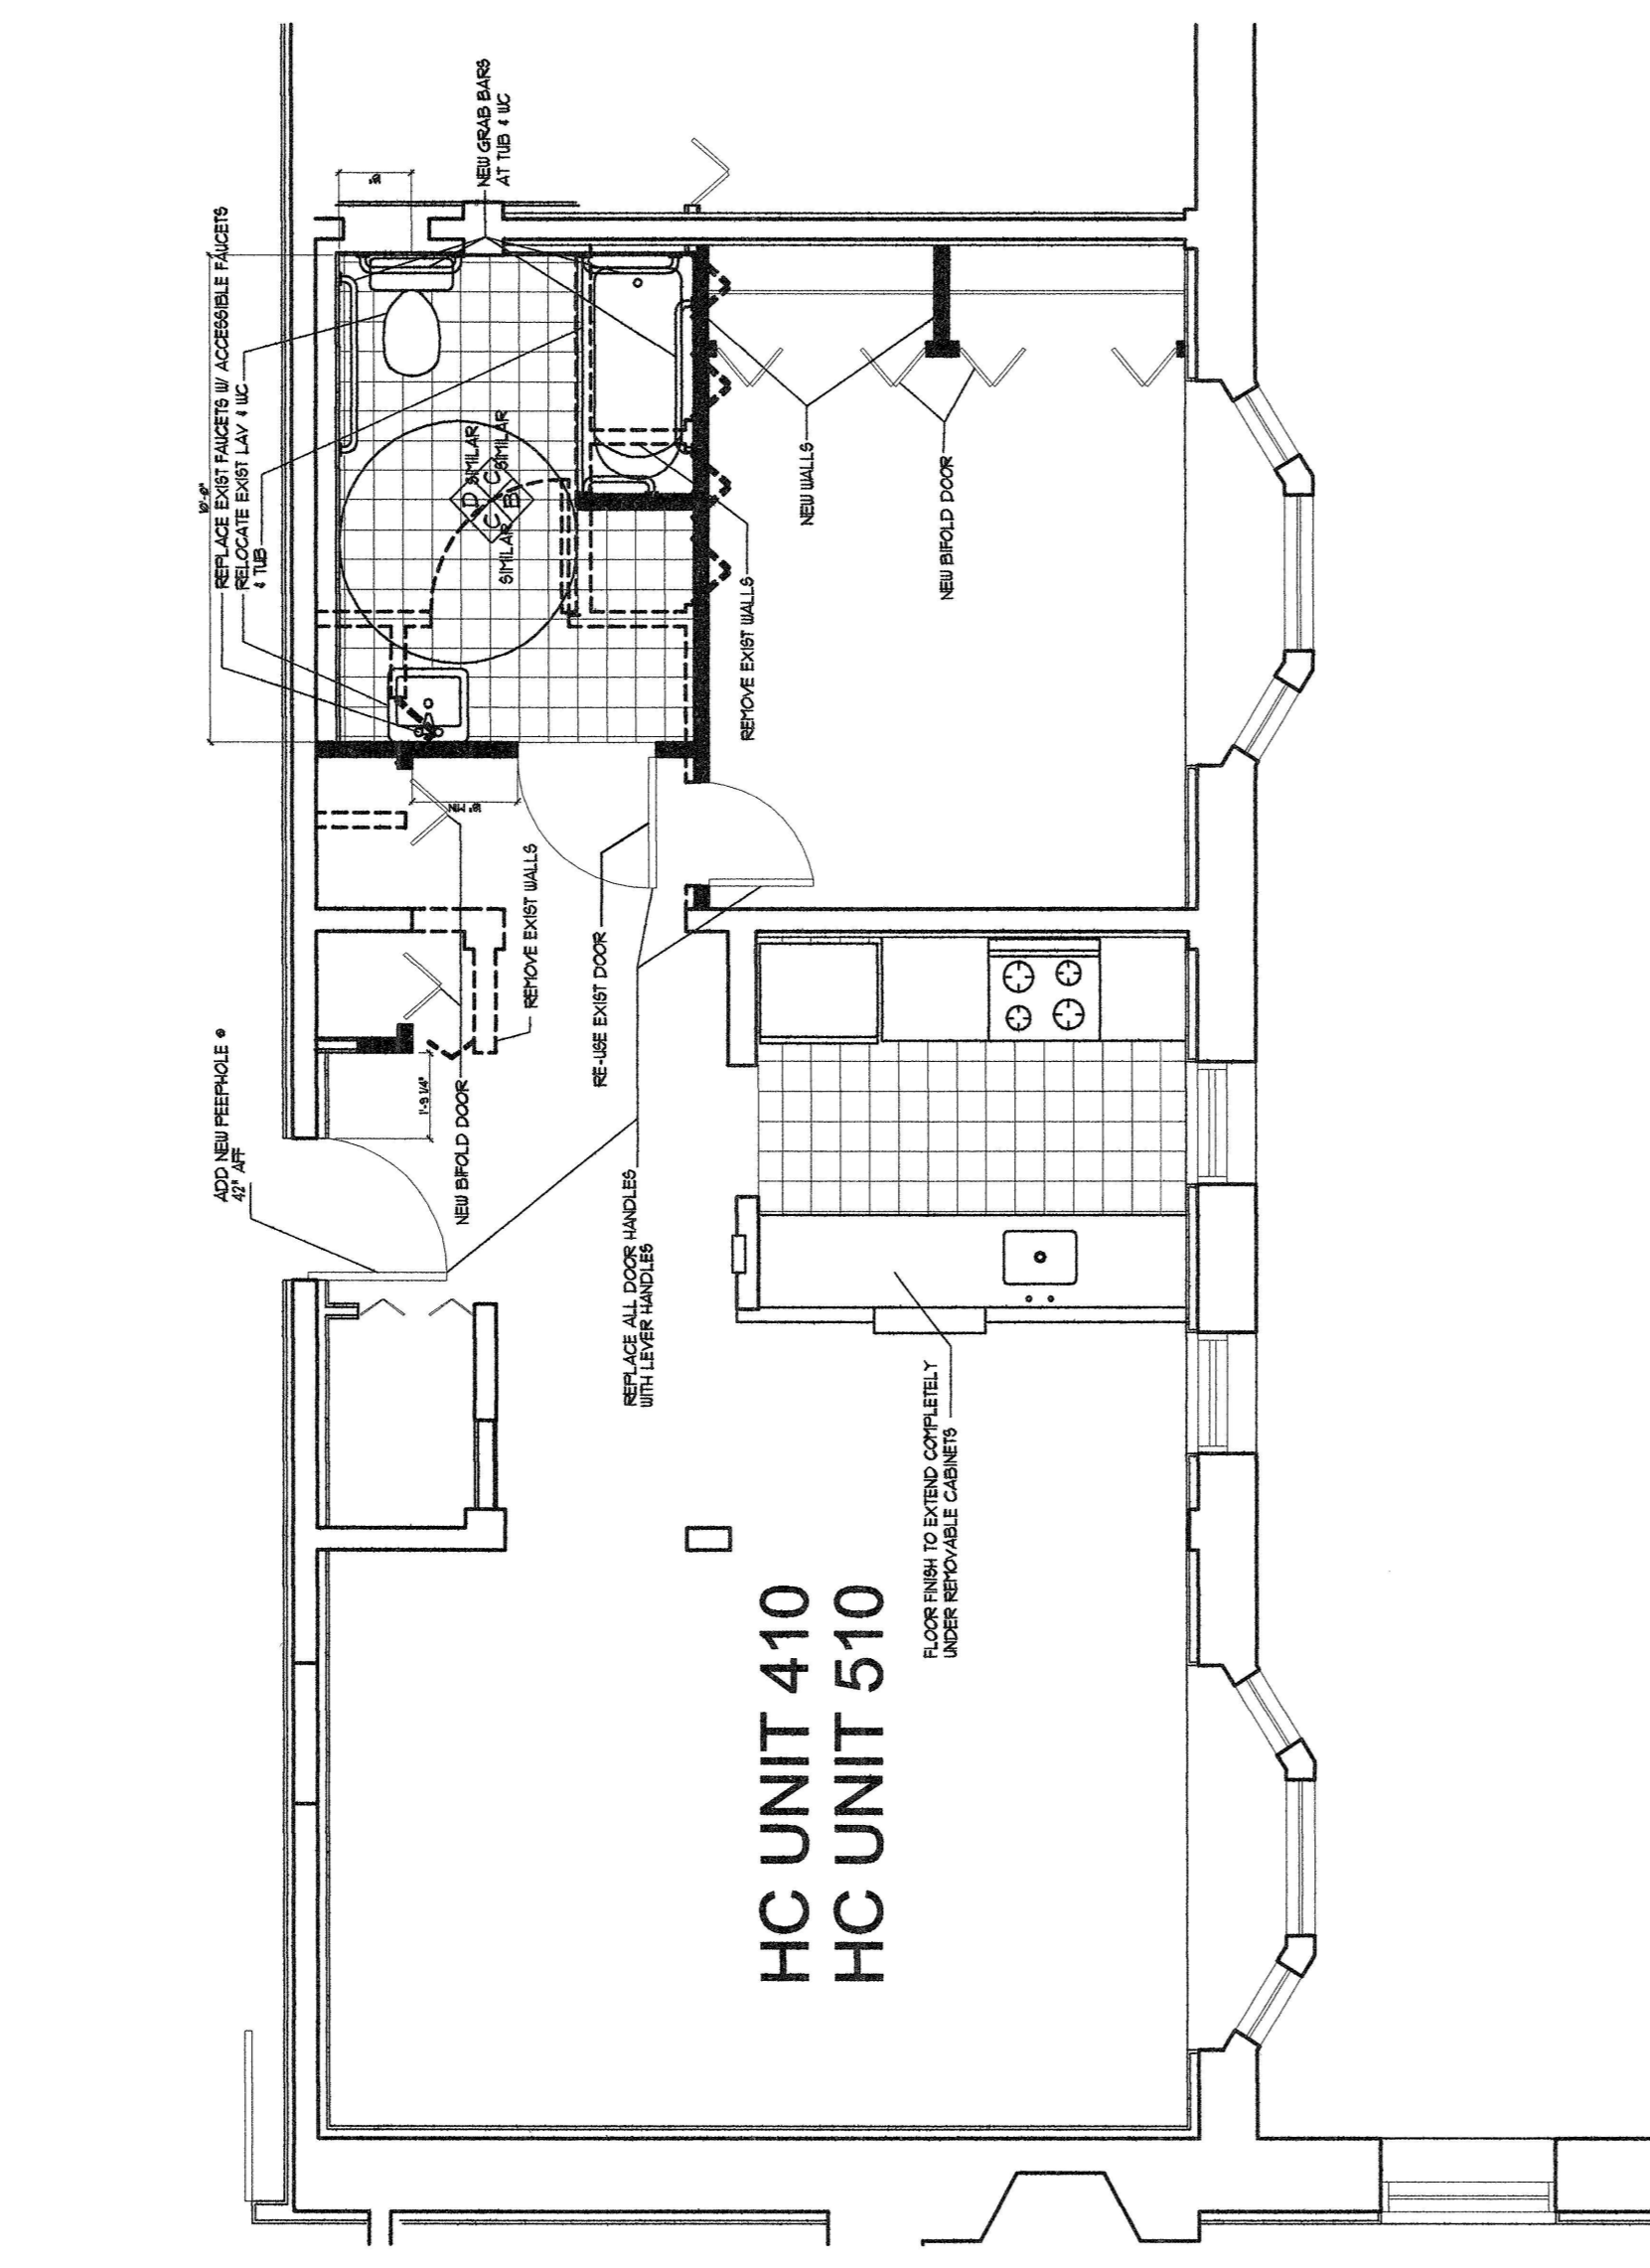 10'-0"
REPLACE EXIST FAUCETS W/ ACCESSIBLE FAUCETS
RELOCATE EXIST LAV & WC
& TUB
NEW GRAB BARS
AT TUB & WC
D
SIMILAR
C
SIMILAR
C
SIMILAR
B
18" MIN
ADD NEW PEEPHOLE @
42" AFF
1'-9 1/4"
NEW BIFOLD DOOR
REMOVE EXIST WALLS
RE-USE EXIST DOOR
REPLACE ALL DOOR HANDLES
WITH LEVER HANDLES
REMOVE EXIST WALLS
NEW WALLS
NEW BIFOLD DOOR
FLOOR FINISH TO EXTEND COMPLETELY
UNDER REMOVABLE CABINETS
HC UNIT 410
HC UNIT 510